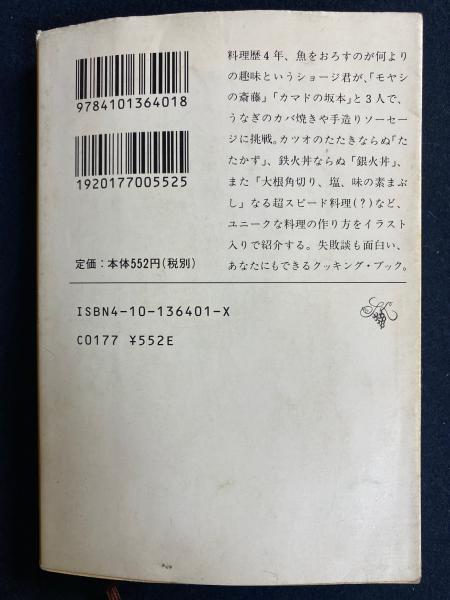 料理歴４年、魚をおろすのが何より
の趣味というショージ君が、「モヤシ
の斎藤」「カマドの坂本」と３人で、
うなぎのカバ焼きや手造りソーセー
ジに挑戦。カツオのたたきならぬ「た
たかず」、鉄火丼ならぬ「銀火丼」、
また「大根角切り、塩、味の素まぶ
し」なる超スピード料理(？)など、
ユニークな料理の作り方をイラスト
入りで紹介する。失敗談も面白い、
あなたにもできるクッキング・ブック。
9784101364018
1920177005525
定価：本体552円(税別)
ISBN4-10-136401-X
C0177 ¥552E